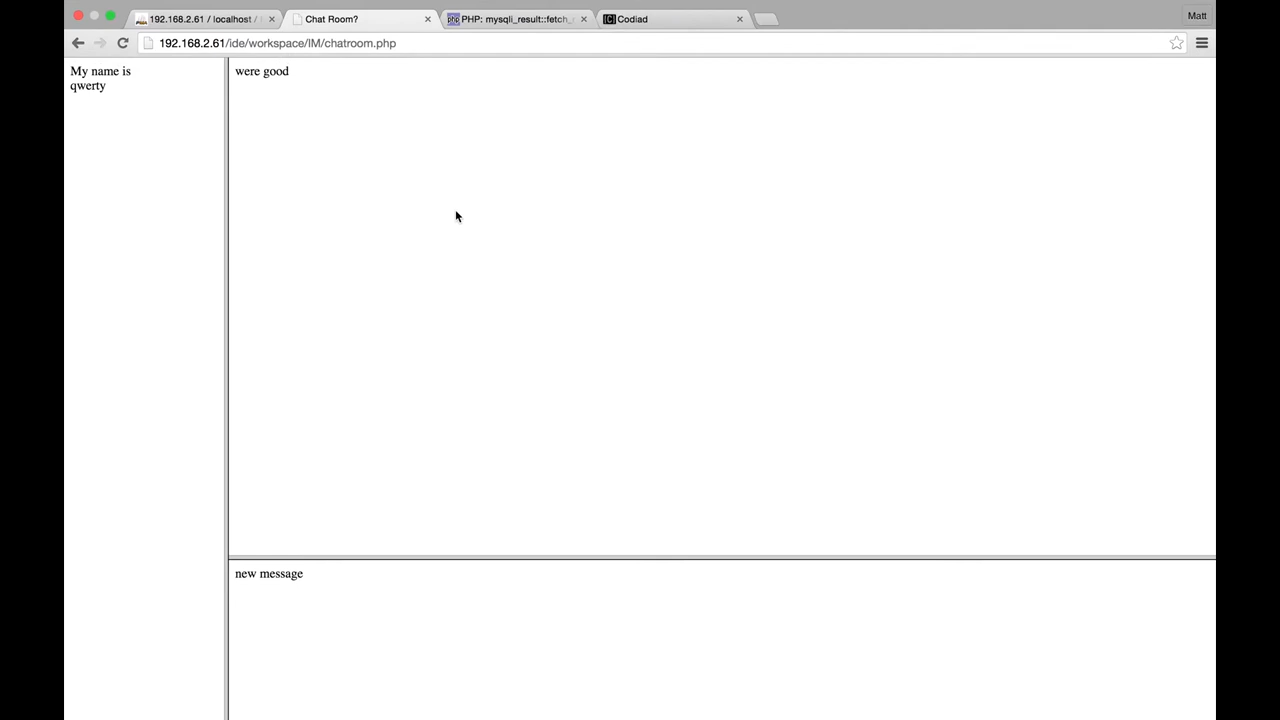 192.168.2.61 / localhost /
Chat Room?
php PHP: mysqli_result::fetch_
[C] Codiad
Matt
192.168.2.61/ide/workspace/IM/chatroom.php
My name is
qwerty
were good
new message